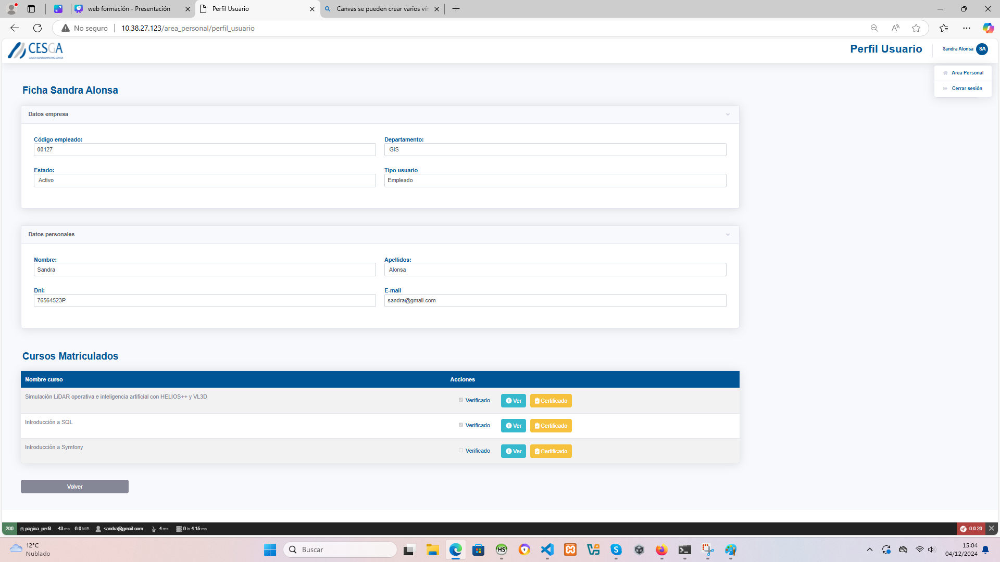 web formación - Presentación
Perfil Usuario
Canvas se pueden crear varios vín
No seguro
10.38.27.123/area_personal/perfil_usuario
CESGA
GALICIA SUPERCOMPUTING CENTER
Perfil Usuario
Sandra Alonsa
SA
Area Personal
Cerrar sesión
Ficha Sandra Alonsa
Datos empresa
Código empleado:
Departamento:
00127
GIS
Estado:
Tipo usuario
Activo
Empleado
Datos personales
Nombre:
Apellidos:
Sandra
Alonsa
Dni:
E-mail
76564523P
sandra@gmail.com
Cursos Matriculados
Nombre curso
Acciones
Simulación LiDAR operativa e inteligencia artificial con HELIOS++ y VL3D
Verificado
Ver
Certificado
Introducción a SQL
Verificado
Ver
Certificado
Introducción a Symfony
Verificado
Ver
Certificado
Volver
200 @ pagina_perfil 43 ms 6.0 MiB sandra@gmail.com 4 ms 6 in 4.15 ms
6.0.20
12°C
Nublado
Buscar
HS
15:04
04/12/2024